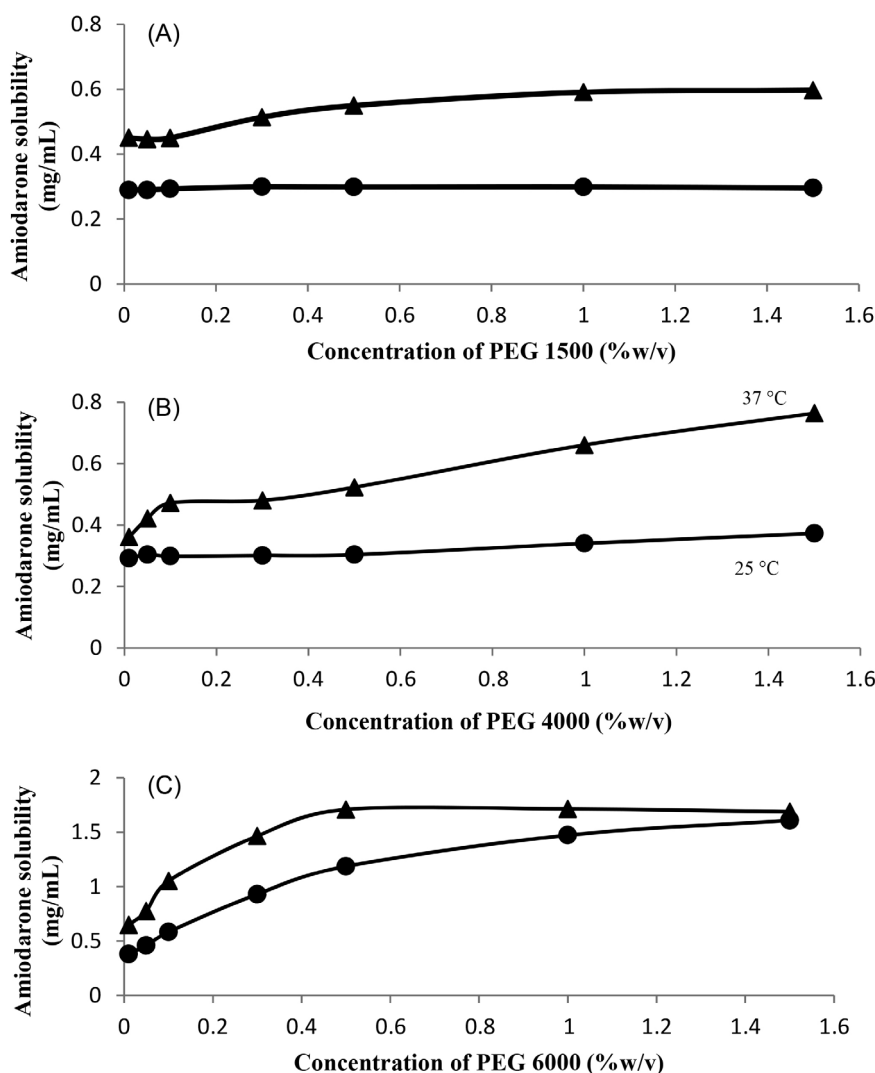 (A)
Amiodarone solubility
(mg/mL)
0.8
0.6
0.4
0.2
0
0 0.2 0.4 0.6 0.8 1 1.2 1.4 1.6
Concentration of PEG 1500 (%w/v)
(B)
Amiodarone solubility
(mg/mL)
0.8
0.6
0.4
0.2
0
37 °C
25 °C
0 0.2 0.4 0.6 0.8 1 1.2 1.4 1.6
Concentration of PEG 4000 (%w/v)
(C)
Amiodarone solubility
(mg/mL)
2
1.5
1
0.5
0
0 0.2 0.4 0.6 0.8 1 1.2 1.4 1.6
Concentration of PEG 6000 (%w/v)